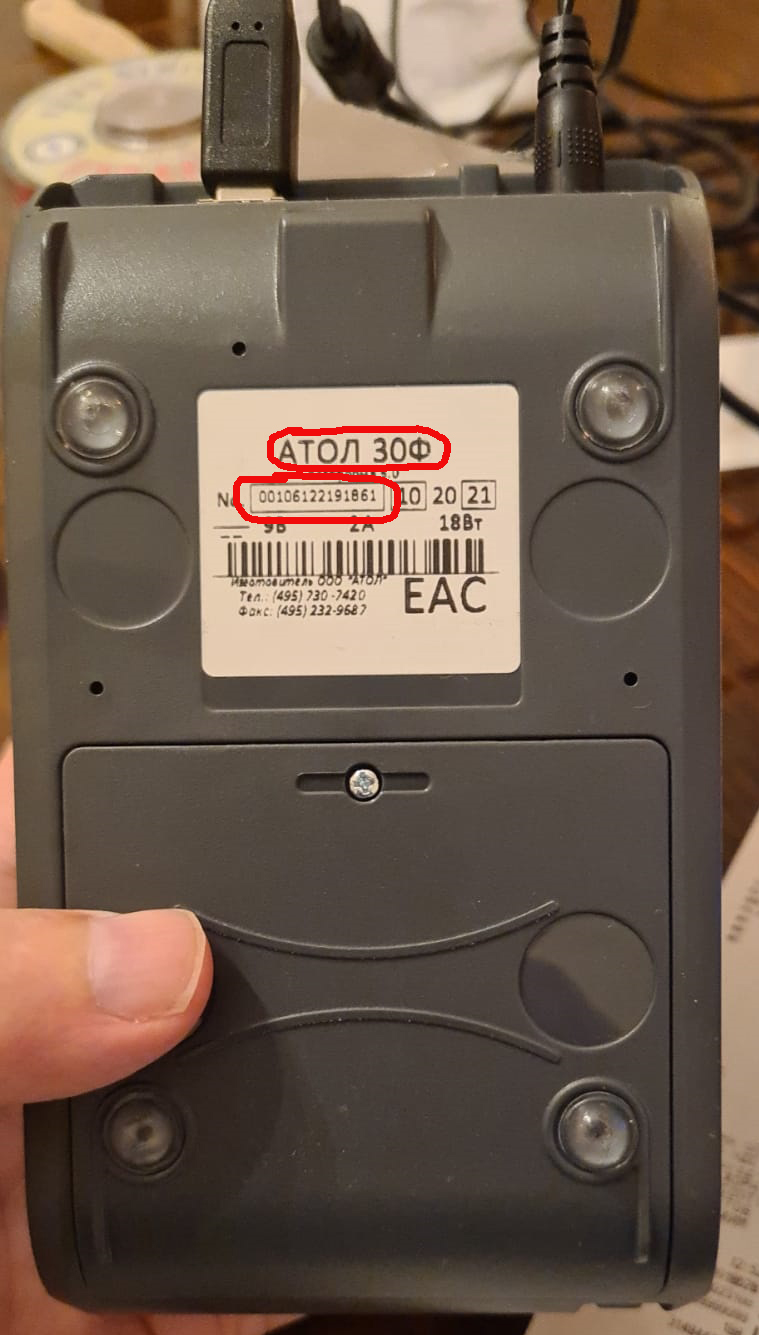 АТОЛ 30Ф
№ 00106122191861 10 20 21
9В 2А 18Вт
Изготовитель ООО "АТОЛ"
Тел.: (495) 730 -7420
Факс: (495) 232-9687
ЕАС